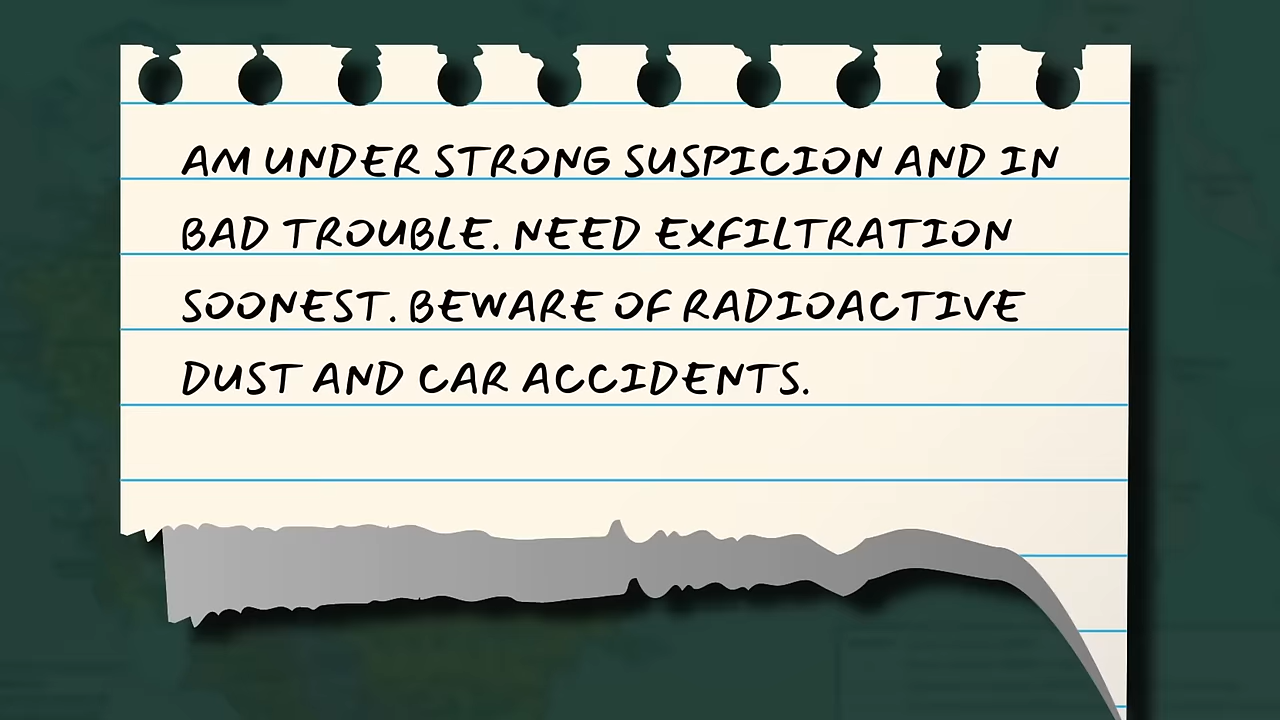 AM UNDER STRONG SUSPICION AND IN
BAD TROUBLE. NEED EXFILTRATION
SOONEST. BEWARE OF RADIOACTIVE
DUST AND CAR ACCIDENTS.